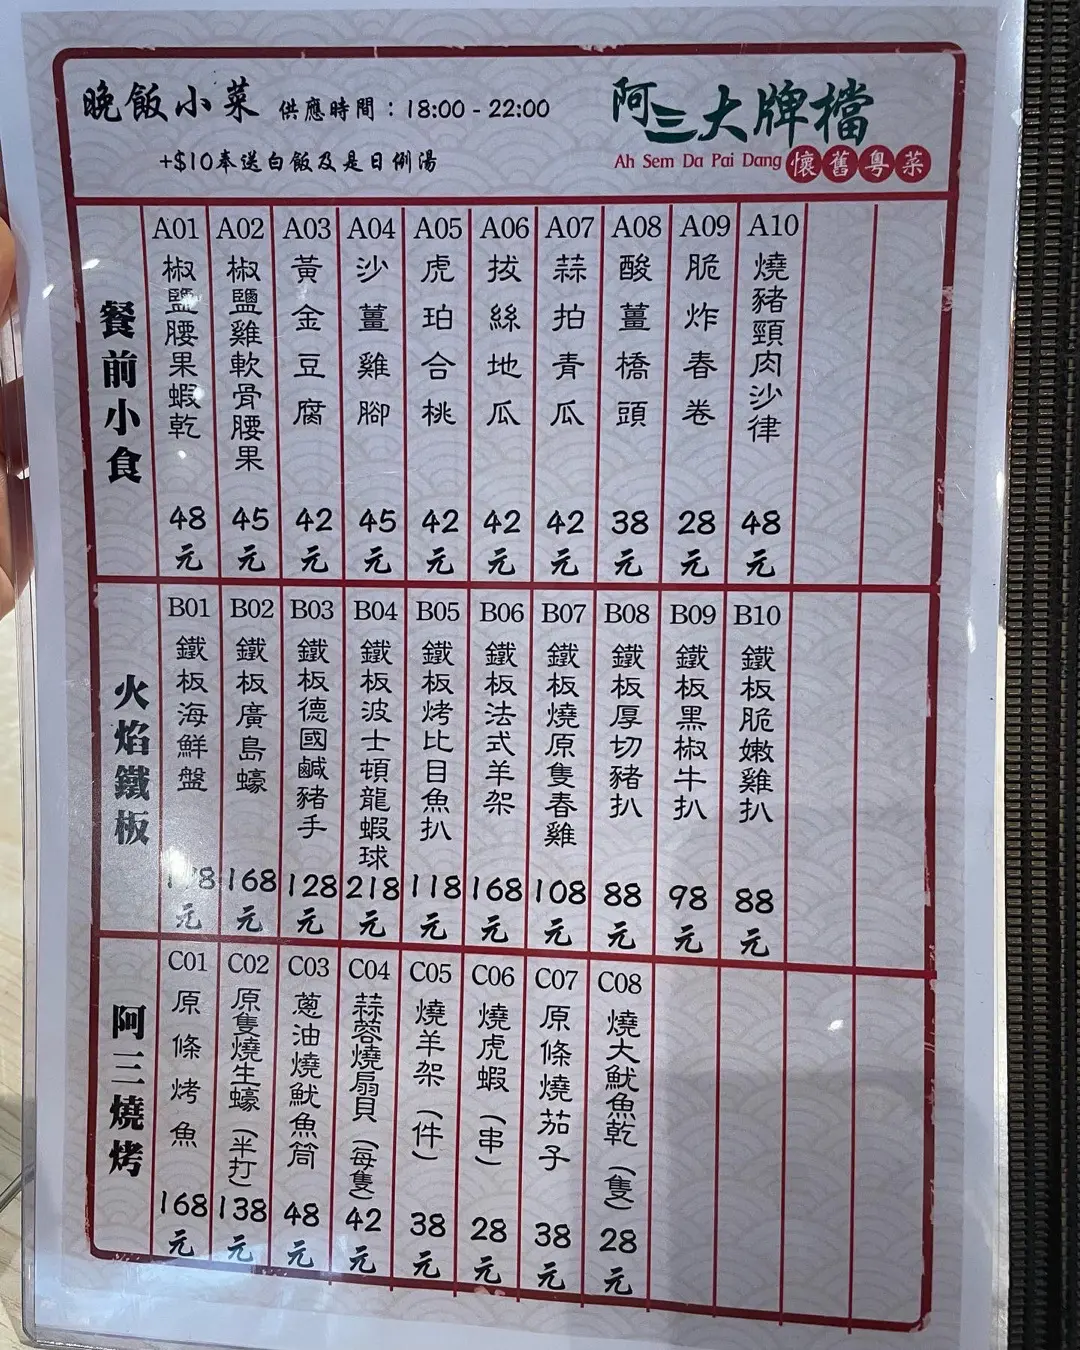 晚飯小菜 供應時間：18:00 - 22:00
+$10奉送白飯及是日例湯
阿三大牌檔
Ah Sem Da Pai Dang 懷舊粵菜
餐前小食
A01 椒鹽腰果蝦乾 48元
A02 椒鹽雞軟骨腰果 45元
A03 黃金豆腐 42元
A04 沙薑雞腳 45元
A05 虎珀合桃 42元
A06 拔絲地瓜 42元
A07 蒜拍青瓜 42元
A08 酸薑橋頭 38元
A09 脆炸春卷 28元
A10 燒豬頸肉沙律 48元
火焰鐵板
B01 鐵板海鮮盤 元
B02 鐵板廣島蠔 168元
B03 鐵板德國鹹豬手 128元
B04 鐵板波士頓龍蝦球 218元
B05 鐵板烤比目魚扒 118元
B06 鐵板法式羊架 168元
B07 鐵板燒原隻春雞 108元
B08 鐵板厚切豬扒 88元
B09 鐵板黑椒牛扒 98元
B10 鐵板脆嫩雞扒 88元
阿三燒烤
C01 原條烤魚 168元
C02 原隻燒生蠔（半打） 138元
C03 蔥油燒魷魚筒 48元
C04 蒜蓉燒扇貝（每隻） 42元
C05 燒羊架（件） 38元
C06 燒虎蝦（串） 28元
C07 原條燒茄子 38元
C08 燒大魷魚乾（隻） 28元